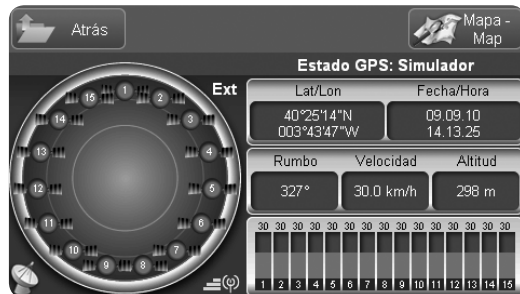 Atrás
Mapa -
Map
Estado GPS: Simulador
Ext
Lat/Lon Fecha/Hora
40°25'14"N 09.09.10
003°43'47"W 14.13.25
Rumbo Velocidad Altitud
327° 30.0 km/h 298 m
30 30 30 30 30 30 30 30 30 30 30 30 30 30 30
1 2 3 4 5 6 7 8 9 10 11 12 13 14 15
1
2
3
4
5
6
7
8
9
10
11
12
13
14
15